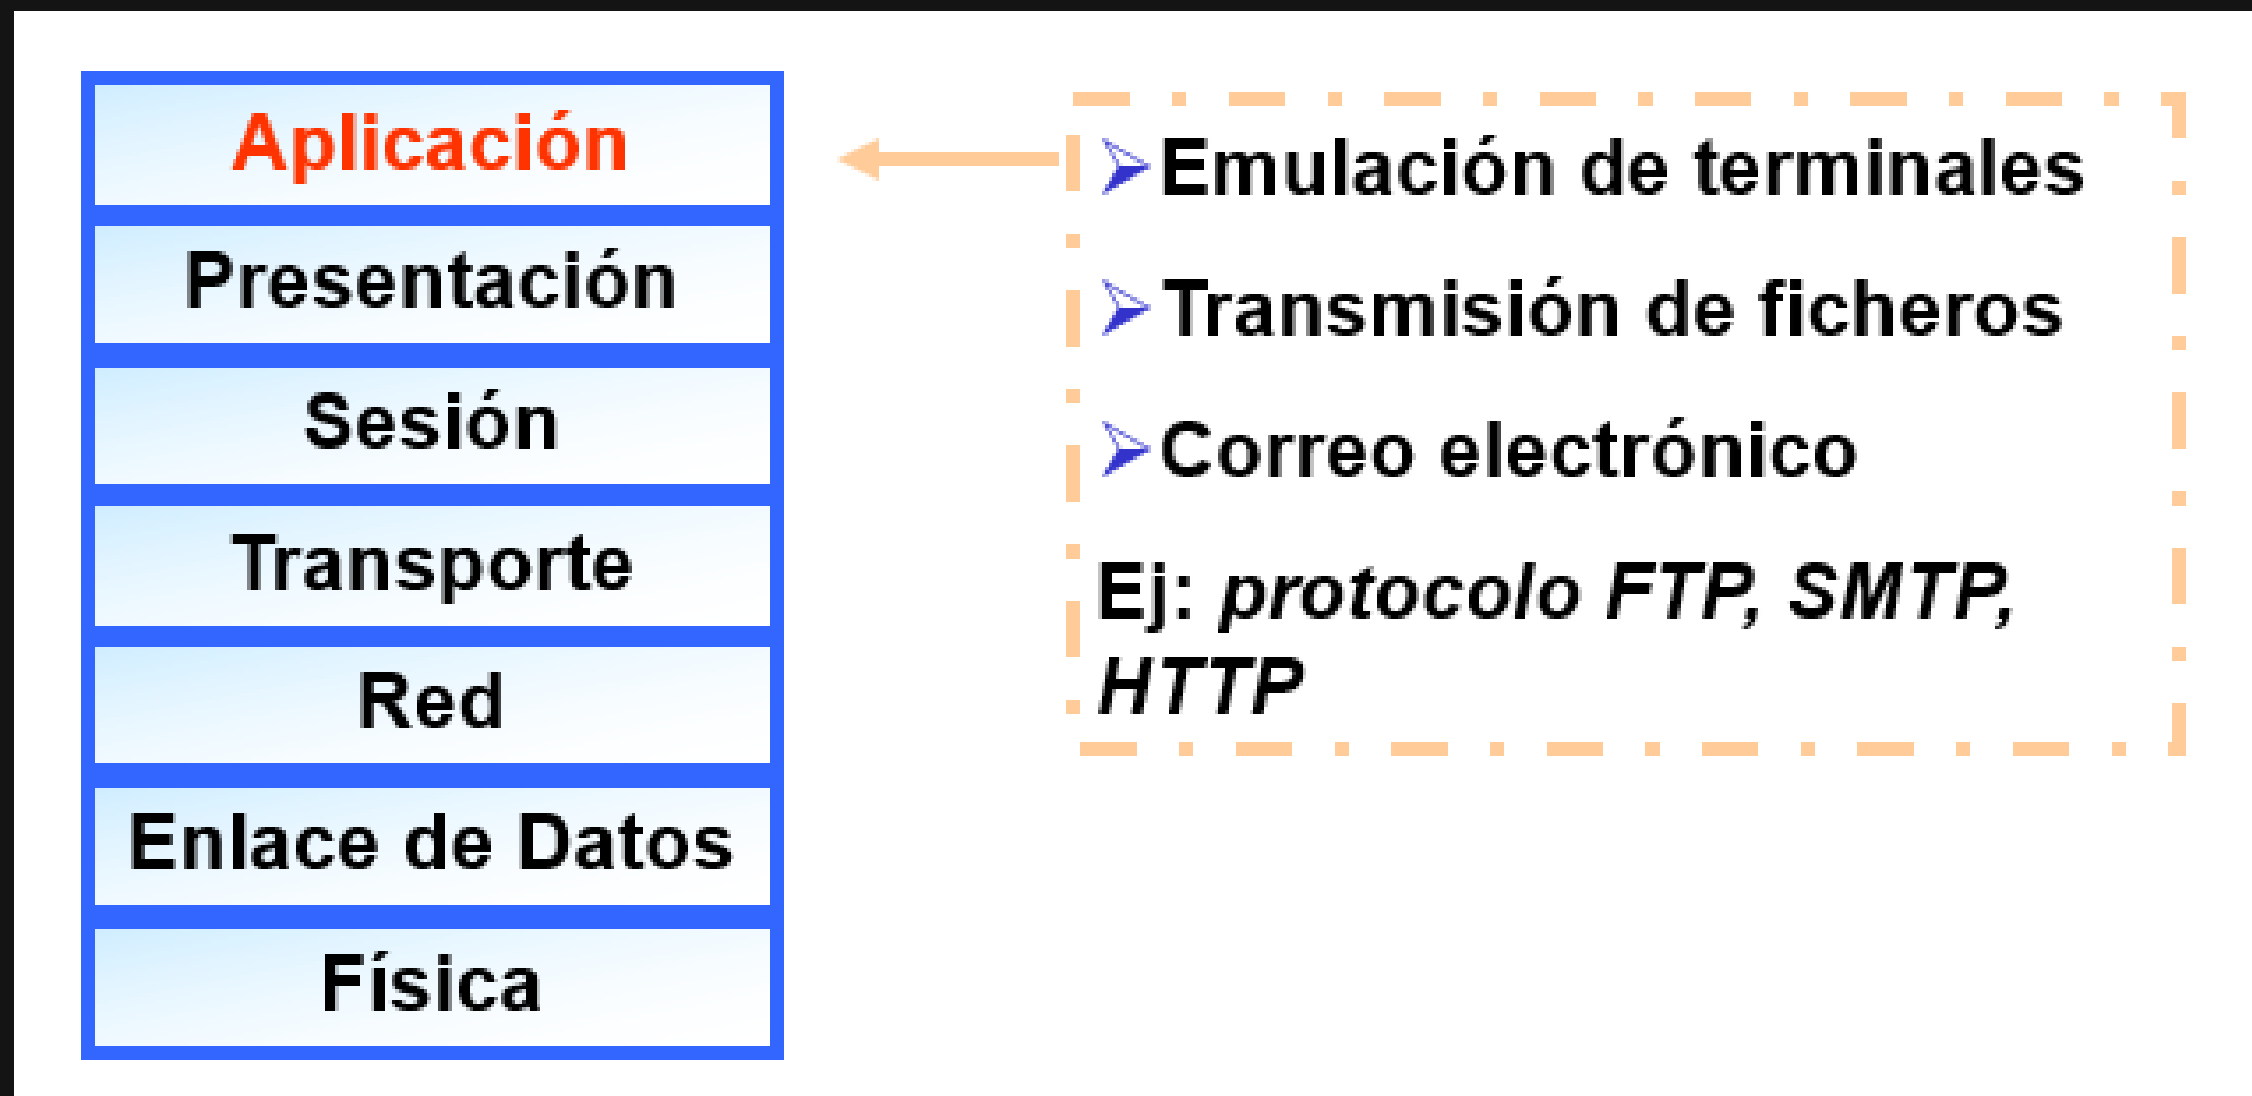 Aplicación
Presentación
Sesión
Transporte
Red
Enlace de Datos
Física
Emulación de terminales
Transmisión de ficheros
Correo electrónico
Ej: protocolo FTP, SMTP,
HTTP